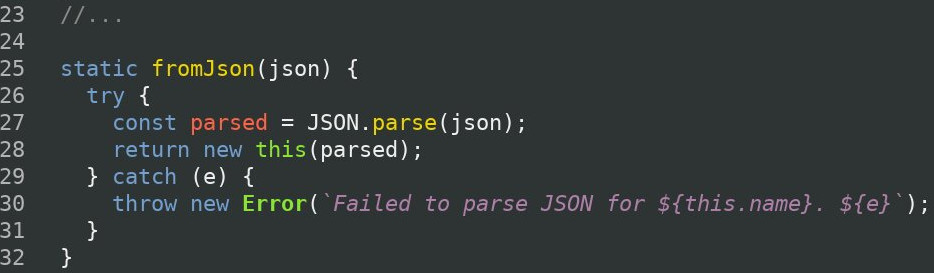 23 //...
24
25 static fromJson(json) {
26 try {
27 const parsed = JSON.parse(json);
28 return new this(parsed);
29 } catch (e) {
30 throw new Error(`Failed to parse JSON for ${this.name}. ${e}`);
31 }
32 }